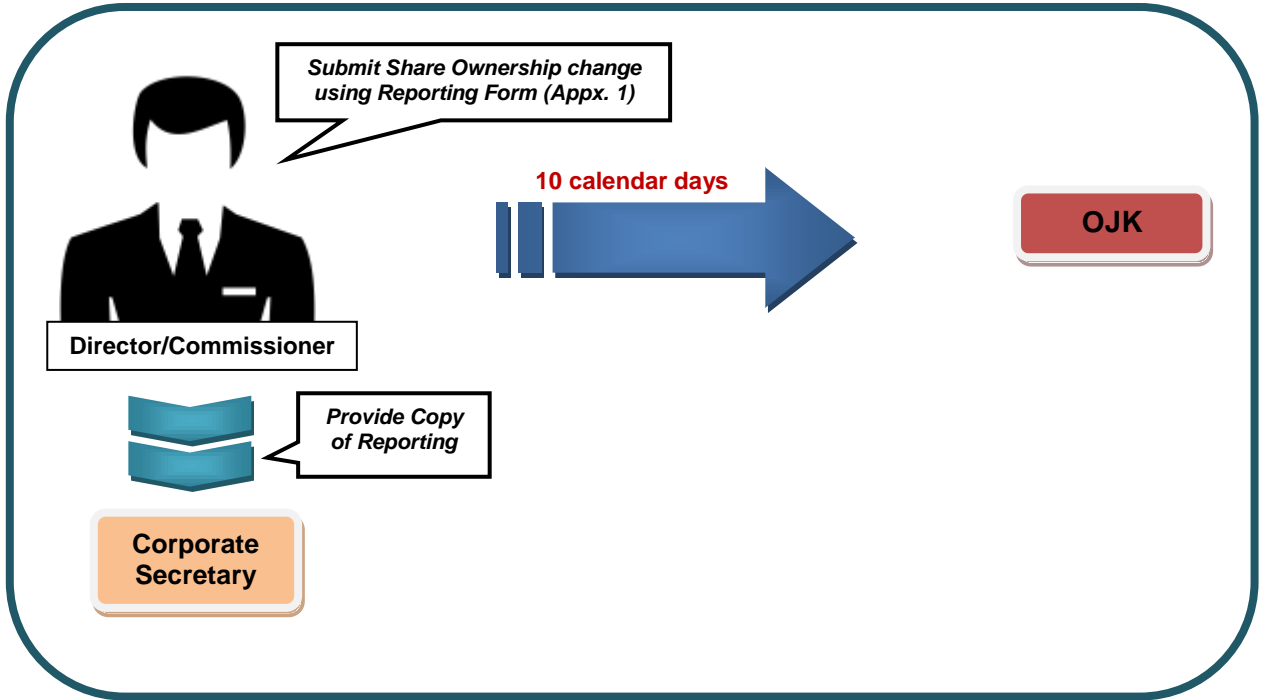 Submit Share Ownership change
using Reporting Form (Appx. 1)
10 calendar days
OJK
Director/Commissioner
Provide Copy
of Reporting
Corporate
Secretary